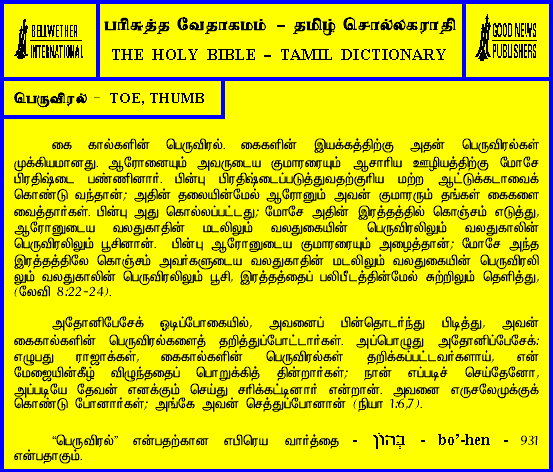 BELLWETHER
INTERNATIONAL
பரிசுத்த வேதாகமம் – தமிழ் சொல்லகராதி
THE HOLY BIBLE – TAMIL DICTIONARY
GOOD NEWS
PUBLISHERS
பெருவிரல் – TOE, THUMB
கை கால்களின் பெருவிரல். கைகளின் இயக்கத்திற்கு அதன் பெருவிரல்கள்
முக்கியமானது. ஆரோனையும் அவருடைய குமாரரையும் ஆசாரிய ஊழியத்திற்கு மோசே
பிரதிஷ்டை பண்ணினார். பின்பு பிரதிஷ்டைப்படுத்துவதற்குரிய மற்ற ஆட்டுக்கடாவைக்
கொண்டு வந்தான்; அதின் தலையின்மேல் ஆரோனும் அவன் குமாரரும் தங்கள் கைகளை
வைத்தார்கள். பின்பு அது கொல்லப்பட்டது; மோசே அதின் இரத்தத்தில் கொஞ்சம் எடுத்து,
ஆரோனுடைய வலதுகாதின் மடலிலும் வலதுகையின் பெருவிரலிலும் வலதுகாலின்
பெருவிரலிலும் பூசினான். பின்பு ஆரோனுடைய குமாரரையும் அழைத்தான்; மோசே அந்த
இரத்தத்திலே கொஞ்சம் அவர்களுடைய வலதுகாதின் மடலிலும் வலதுகையின் பெருவிரலி
லும் வலதுகாலின் பெருவிரலிலும் பூசி, இரத்தத்தைப் பலிபீடத்தின்மேல் சுற்றிலும் தெளித்து,
(லேவி 8:22-24).
அதோனிபேசேக் ஓடிப்போகையில், அவனைப் பின்தொடர்ந்து பிடித்து, அவன்
கைகால்களின் பெருவிரல்களைத் தறித்துப்போட்டார்கள். அப்பொழுது அதோனிப்பேசேக்:
எழுபது ராஜாக்கள், கைகால்களின் பெருவிரல்கள் தறிக்கப்பட்டவர்களாய், என்
மேஜையின்கீழ் விழுந்ததைப் பொறுக்கித் தின்றார்கள்; நான் எப்படிச் செய்தேனோ,
அப்படியே தேவன் எனக்கும் செய்து சரிக்கட்டினார் என்றான். அவனை எருசலேமுக்குக்
கொண்டு போனார்கள்; அங்கே அவன் செத்துப்போனான் (நியா 1:6,7).
“பெருவிரல்” என்பதற்கான எபிரெய வார்த்தை - בֹּהוֹן - bo’-hen - 931
என்பதாகும்.